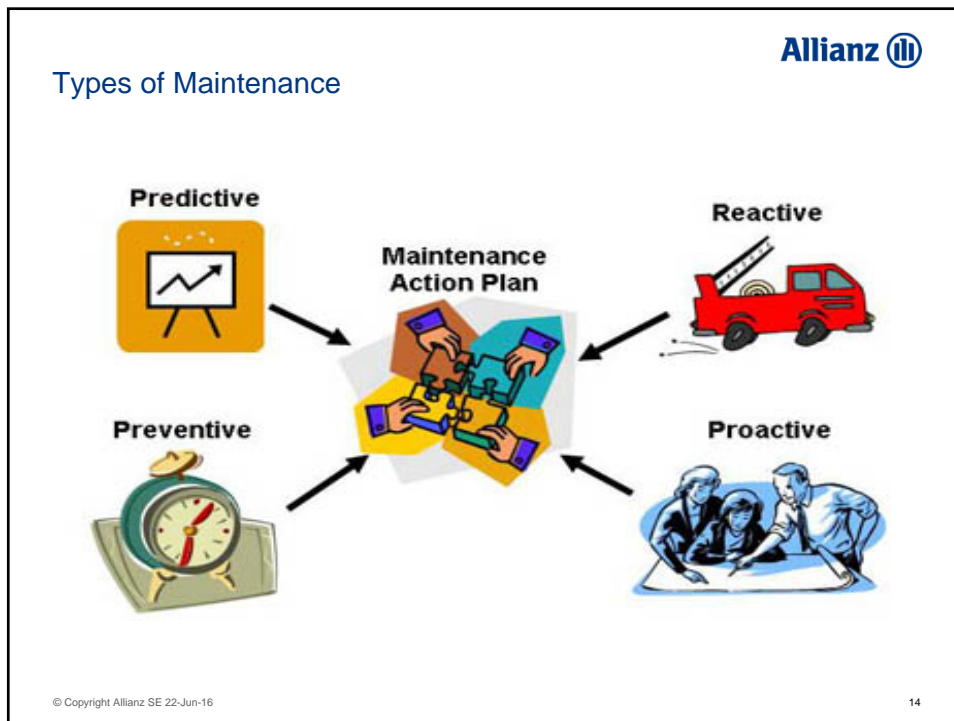 Allianz
Types of Maintenance
Predictive
Reactive
Maintenance
Action Plan
Preventive
Proactive
© Copyright Allianz SE 22-Jun-16
14